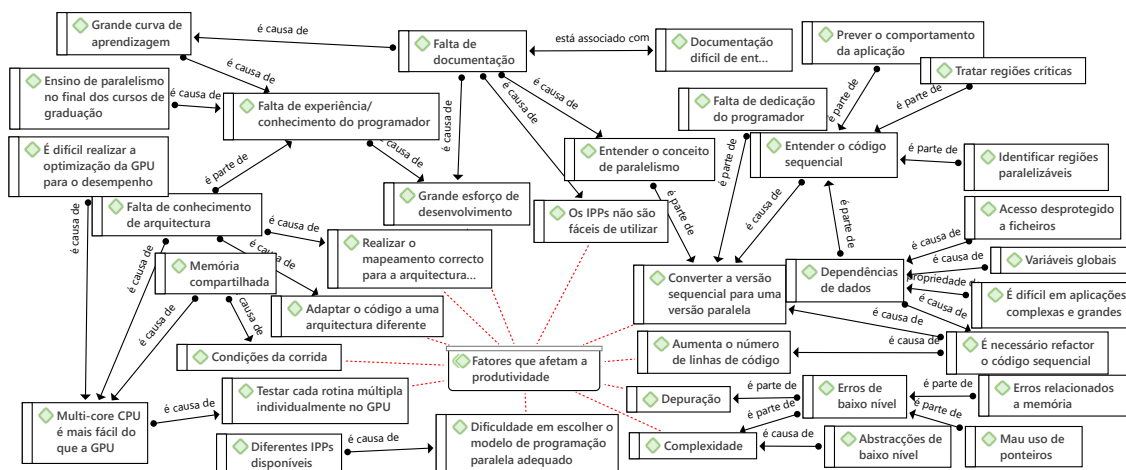 Grande curva de
aprendizagem
é causa de
Falta de
documentação
está associado com
Documentação
difícil de ent...
Prever o comportamento
da aplicação
Tratar regiões críticas
é causa de
Ensino de paralelismo
no final dos cursos de
graduação
é causa de
Falta de experiência/
conhecimento do programador
é causa de
é causa de
é causa de
Falta de dedicação
do programador
é parte de
é parte de
Entender o código
sequencial
é parte de
Identificar regiões
paralelizáveis
É difícil realizar a
optimização da GPU
para o desempenho
é parte de
é causa de
Entender o conceito
de paralelismo
Grande esforço de
desenvolvimento
Os IPPs não são
fáceis de utilizar
é parte de
é parte de
é causa de
é parte de
Acesso desprotegido
a ficheiros
é causa de
Falta de conhecimento
de arquitectura
é causa de
é causa de
Realizar o
mapeamento correcto
para a arquitectura...
é causa de
é causa de
Variáveis globais
é causa de
Memória
compartilhada
é causa de
causa de
Adaptar o código a uma
arquitectura diferente
Converter a versão
sequencial para uma
versão paralela
Dependências
de dados
propriedade d
É difícil em aplicações
complexas e grandes
é causa de
é causa de
É necessário refactor
o código sequencial
Condições da corrida
Fatores que afetam a
produtividade
Aumenta o número
de linhas de código
é causa de
Testar cada rotina múltipla
individualmente no GPU
Depuração
é parte de
Erros de
baixo nível
é parte de
Erros relacionados
a memória
Multi-core CPU
é mais fácil do
que a GPU
é causa de
Diferentes IPPs
disponíveis
é causa de
Dificuldade em escolher o
modelo de programação
paralela adequado
é parte de
Complexidade
é causa de
Abstracções de
baixo nível
é parte de
Mau uso de
ponteiros